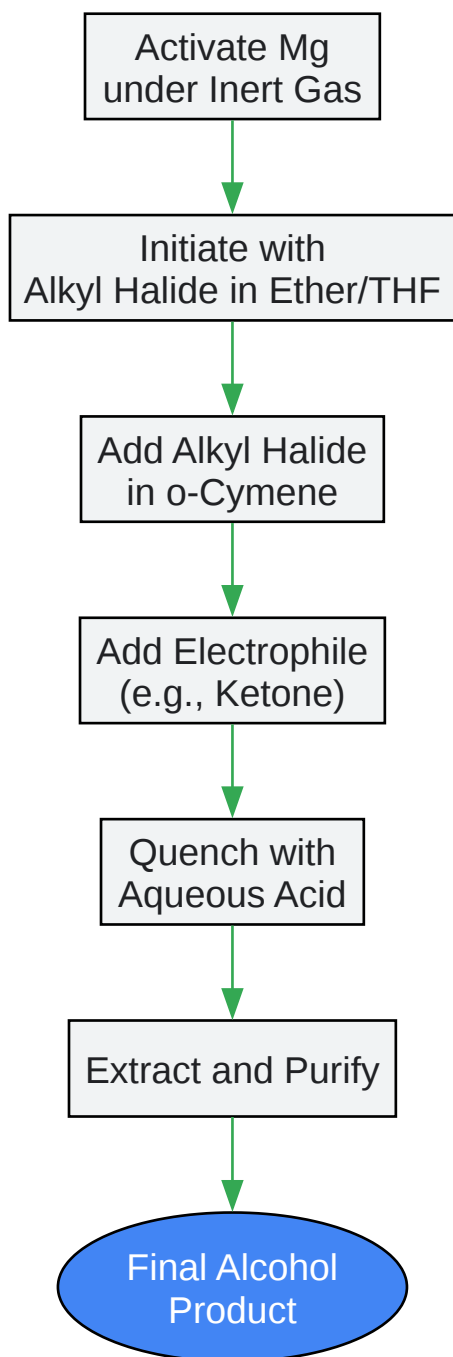 Activate Mg
under Inert Gas
Initiate with
Alkyl Halide in Ether/THF
Add Alkyl Halide
in o-Cymene
Add Electrophile
(e.g., Ketone)
Quench with
Aqueous Acid
Extract and Purify
Final Alcohol
Product